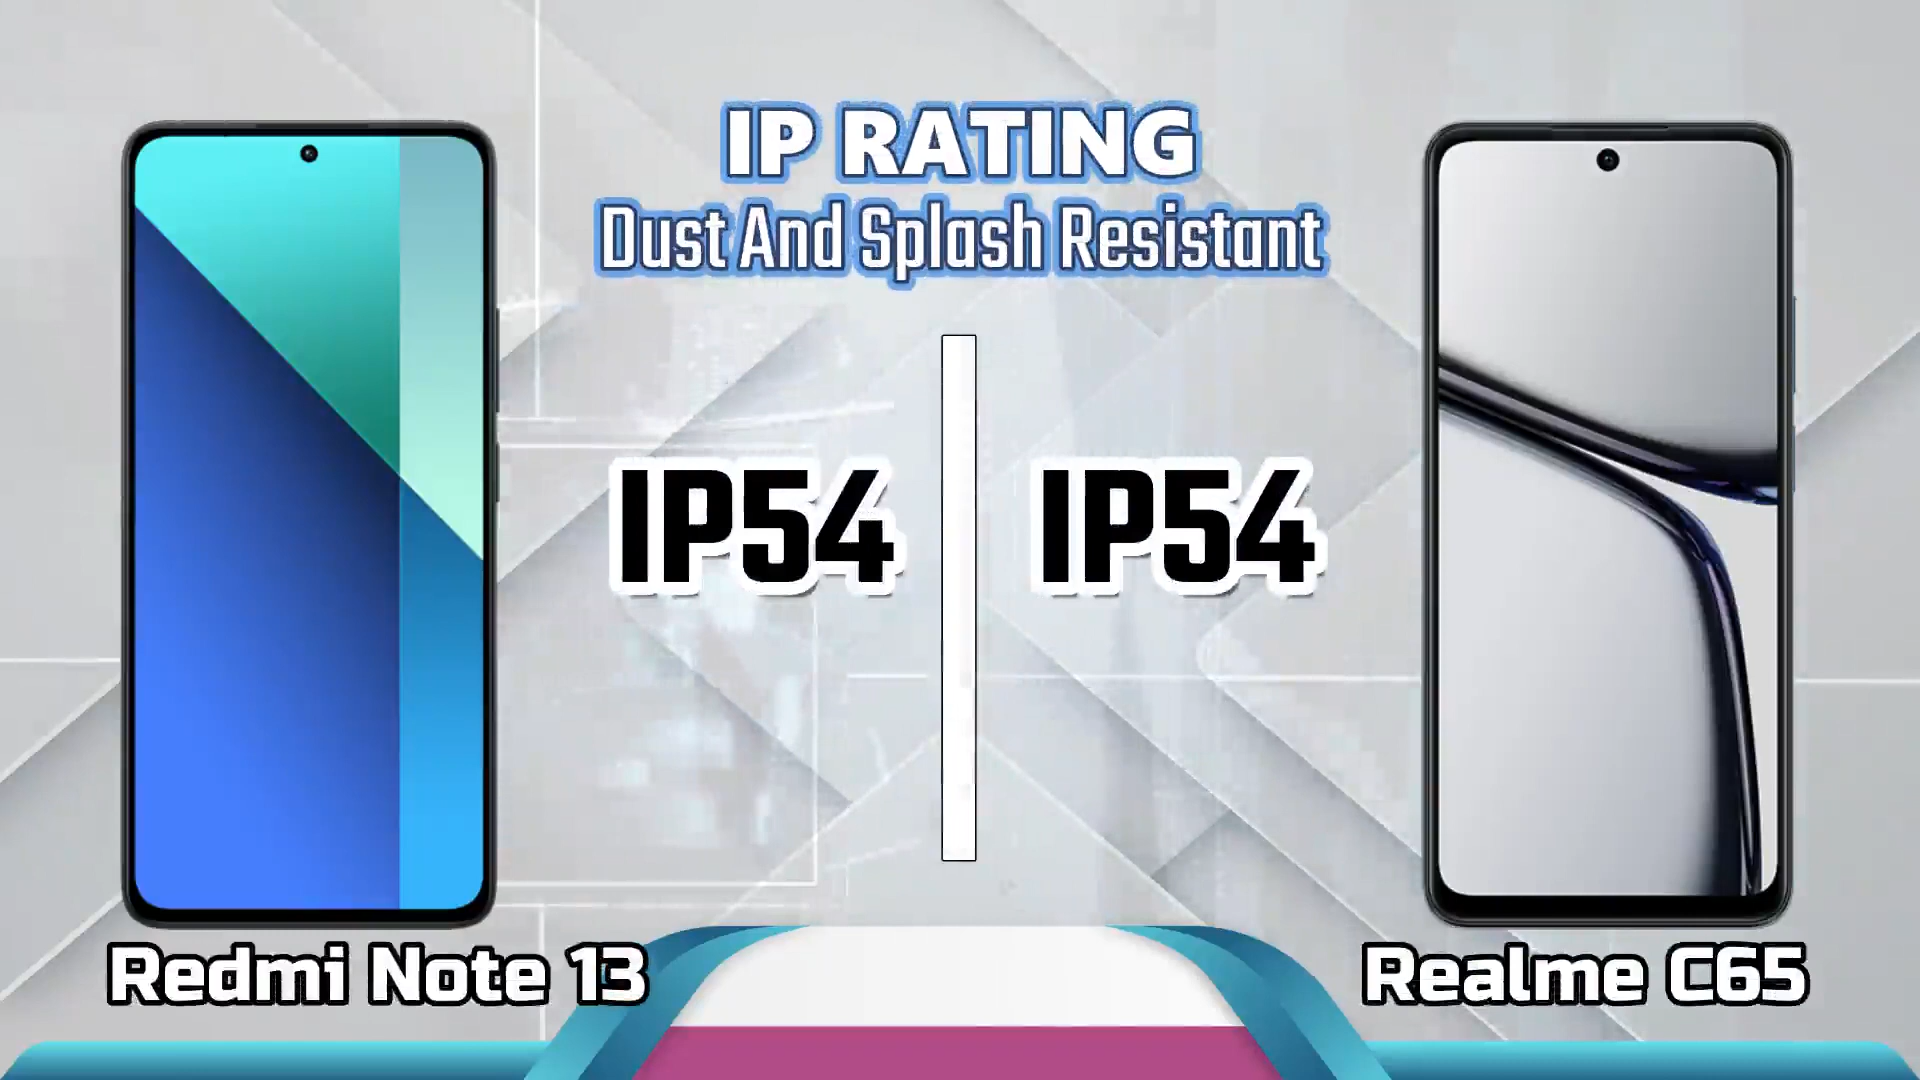 IP RATING
Dust And Splash Resistant
IP54
IP54
Redmi Note 13
Realme C65